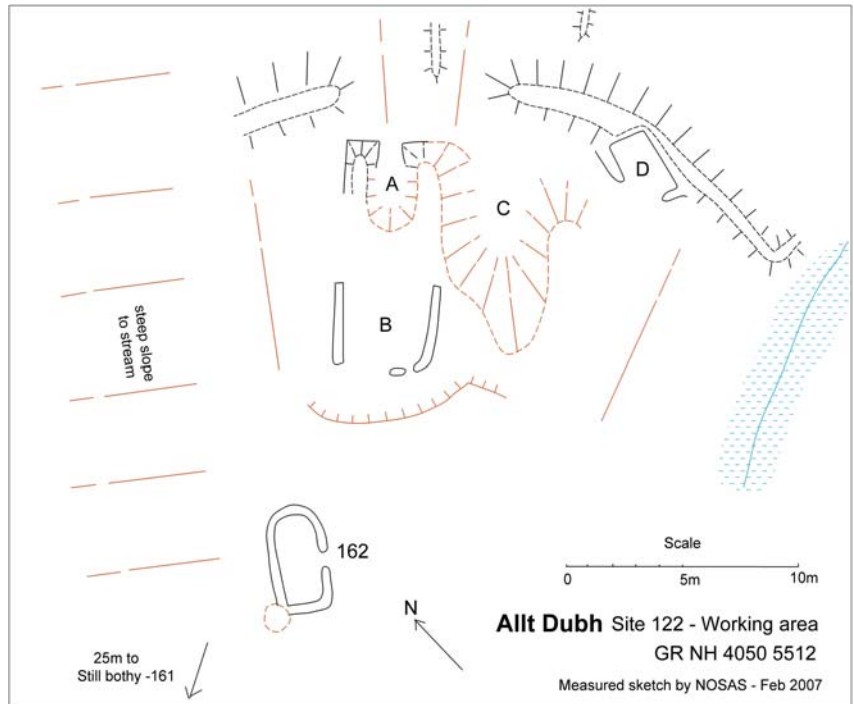 A
C
D
B
steep slope
to stream
162
Scale
0 5m 10m
N
Allt Dubh Site 122 - Working area
GR NH 4050 5512
Measured sketch by NOSAS - Feb 2007
25m to
Still bothy -161